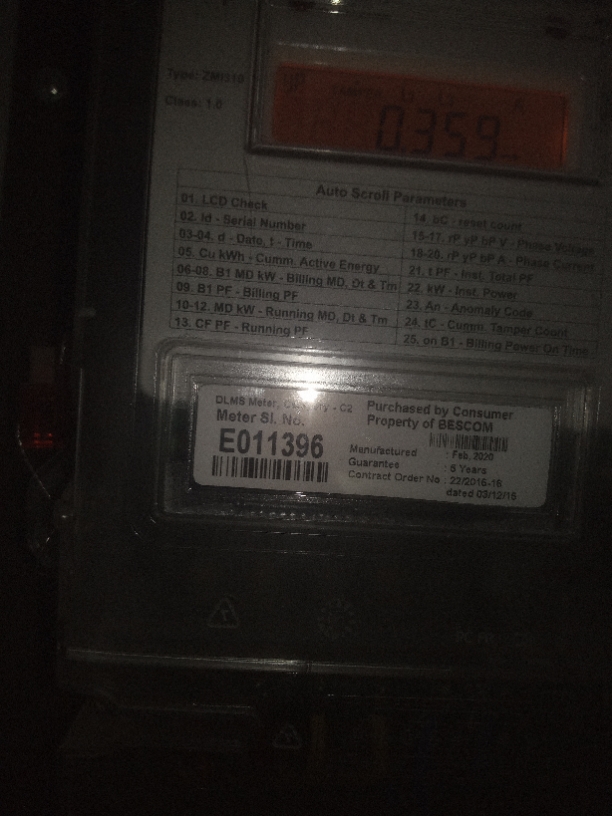 Type: ZMI310
Class: 1.0
yP
TAMPER L1 L2 A
0.359
Auto Scroll Parameters
01. LCD Check
02. Id - Serial Number
03-04. d - Date, t - Time
05. Cu kWh - Cumm. Active Energy
06-08. B1 MD kW - Billing MD, Dt & Tm
09. B1 PF - Billing PF
10-12. MD kW - Running MD, Dt & Tm
13. CF PF - Running PF
14. bC - reset count
15-17. rP yP bP V - Phase Voltage
18-20. rP yP bP A - Phase Current
21. t PF - Inst. Total PF
22. kW - Inst. Power
23. An - Anomaly Code
24. tC - Cumm. Tamper Count
25. on B1 - Billing Power On Time
DLMS Meter, - C2
Meter Sl. No.
E011396
Purchased by Consumer
Property of BESCOM
Manufactured : Feb, 2020
Guarantee : 5 Years
Contract Order No : 22/2015-16
dated 03/12/15